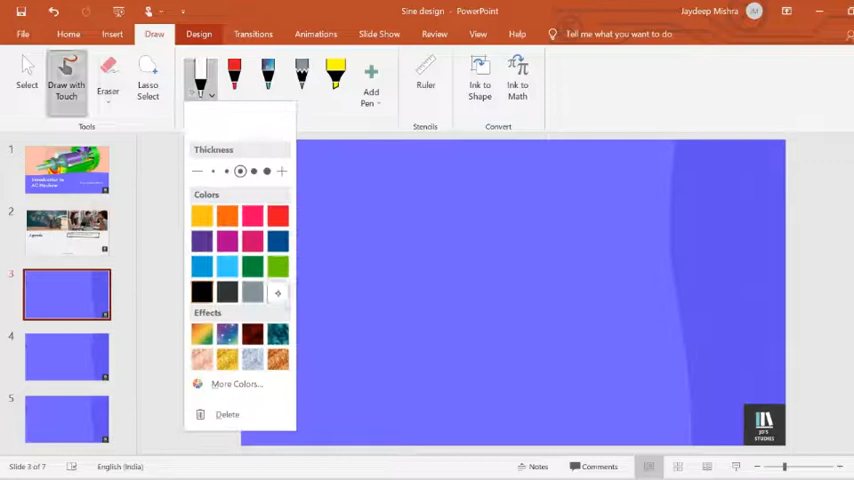 Sine design - PowerPoint
Jaydeep Mishra
JM
File Home Insert Draw Design Transitions Animations Slide Show Review View Help Tell me what you want to do
Select
Draw with Touch
Eraser
Lasso Select
Add Pen
Ruler
Ink to Shape
Ink to Math
Tools
Stencils
Convert
Thickness
Colors
Effects
More Colors...
Delete
1
Introduction to
AC Machine
2
Agenda
3
4
5
JD'S
STUDIES
Slide 3 of 7
English (India)
Notes
Comments